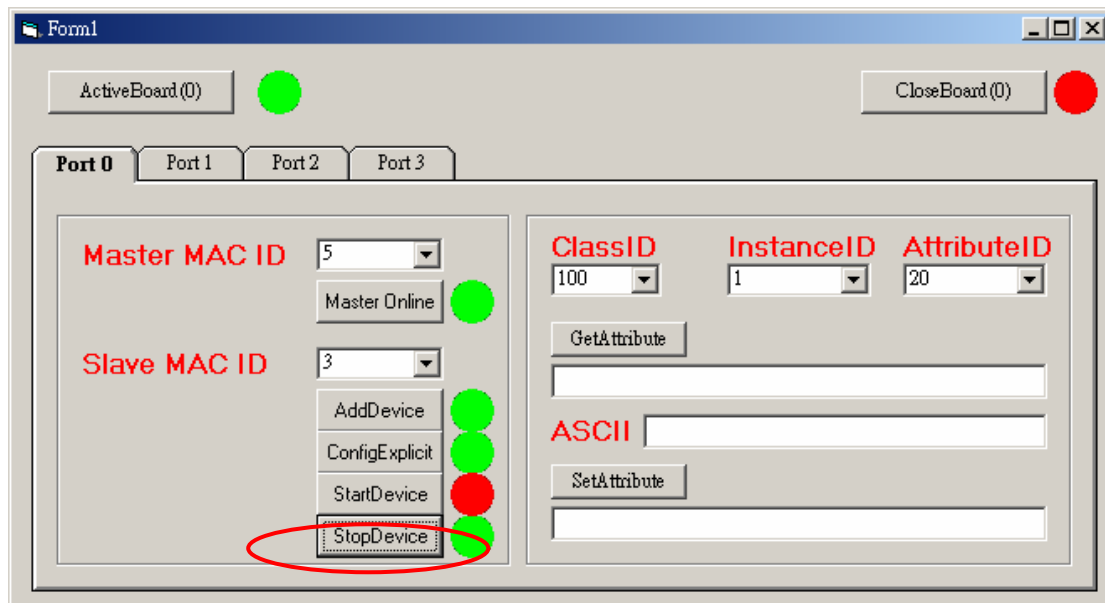 Form1
ActiveBoard(0)
CloseBoard(0)
Port 0 Port 1 Port 2 Port 3
Master MAC ID 5
Master Online
Slave MAC ID 3
AddDevice
ConfigExplicit
StartDevice
StopDevice
ClassID InstanceID AttributeID
100 1 20
GetAttribute
ASCII
SetAttribute